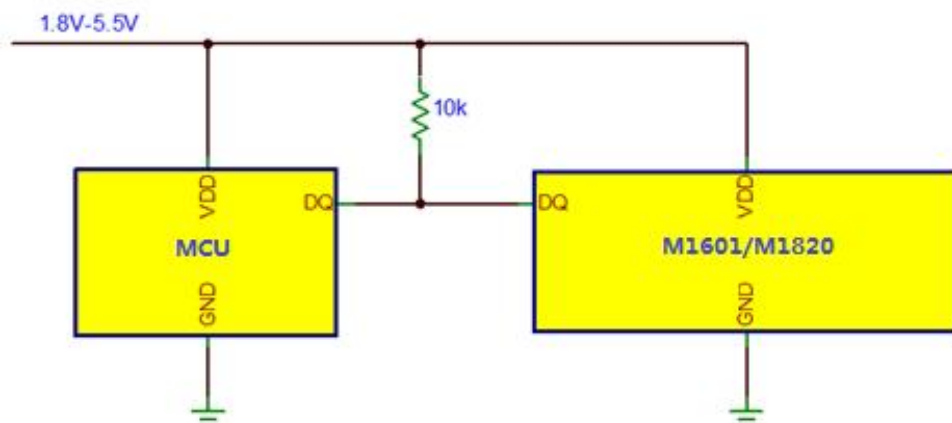 1.8V-5.5V
10k
VDD
DQ
MCU
GND
DQ
VDD
M1601/M1820
GND